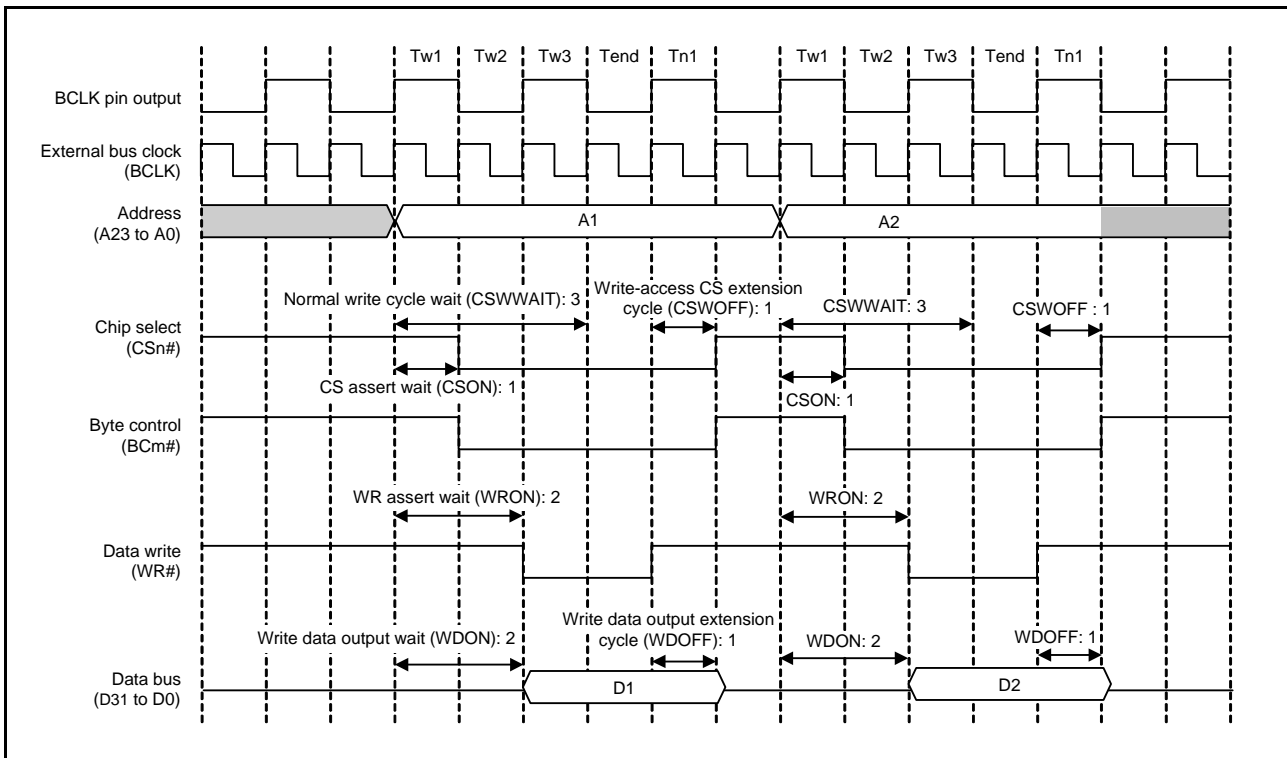 Tw1 Tw2 Tw3 Tend Tn1 Tw1 Tw2 Tw3 Tend Tn1
BCLK pin output
External bus clock
(BCLK)
Address
(A23 to A0)
A1 A2
Normal write cycle wait (CSWWAIT): 3
Write-access CS extension
cycle (CSWOFF): 1
CSWWAIT: 3
CSWOFF : 1
Chip select
(CSn#)
CS assert wait (CSON): 1
CSON: 1
Byte control
(BCm#)
WR assert wait (WRON): 2
WRON: 2
Data write
(WR#)
Write data output wait (WDON): 2
Write data output extension
cycle (WDOFF): 1
WDON: 2
WDOFF: 1
Data bus
(D31 to D0)
D1 D2